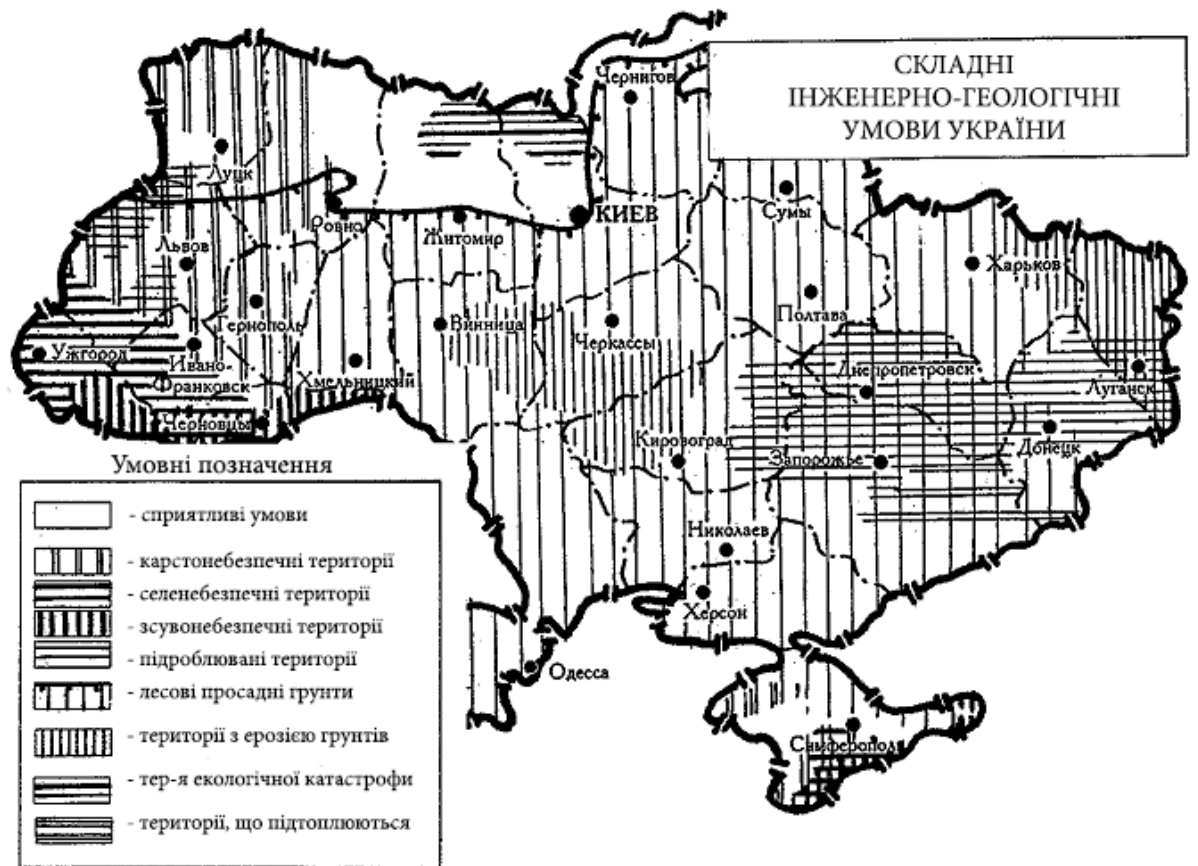 СКЛАДНІ
ІНЖЕНЕРНО-ГЕОЛОГІЧНІ
УМОВИ УКРАЇНИ
Чернигов
Луцк
Ровно
Житомир
КИЕВ
Сумы
Львов
Харьков
Тернополь
Винница
Черкассы
Полтава
Ужгород
Ивано-
Франковск
Хмельницкий
Днепропетровск
Луганск
Черновцы
Кировоград
Запорожье
Донецк
Николаев
Херсон
Одесса
Симферопол
Умовні позначення
- сприятливі умови
- карстонебезпечні території
- селенебезпечні території
- зсувонебезпечні території
- підроблювані території
- лесові просадні грунти
- території з ерозією грунтів
- тер-я екологічної катастрофи
- території, що підтоплюються